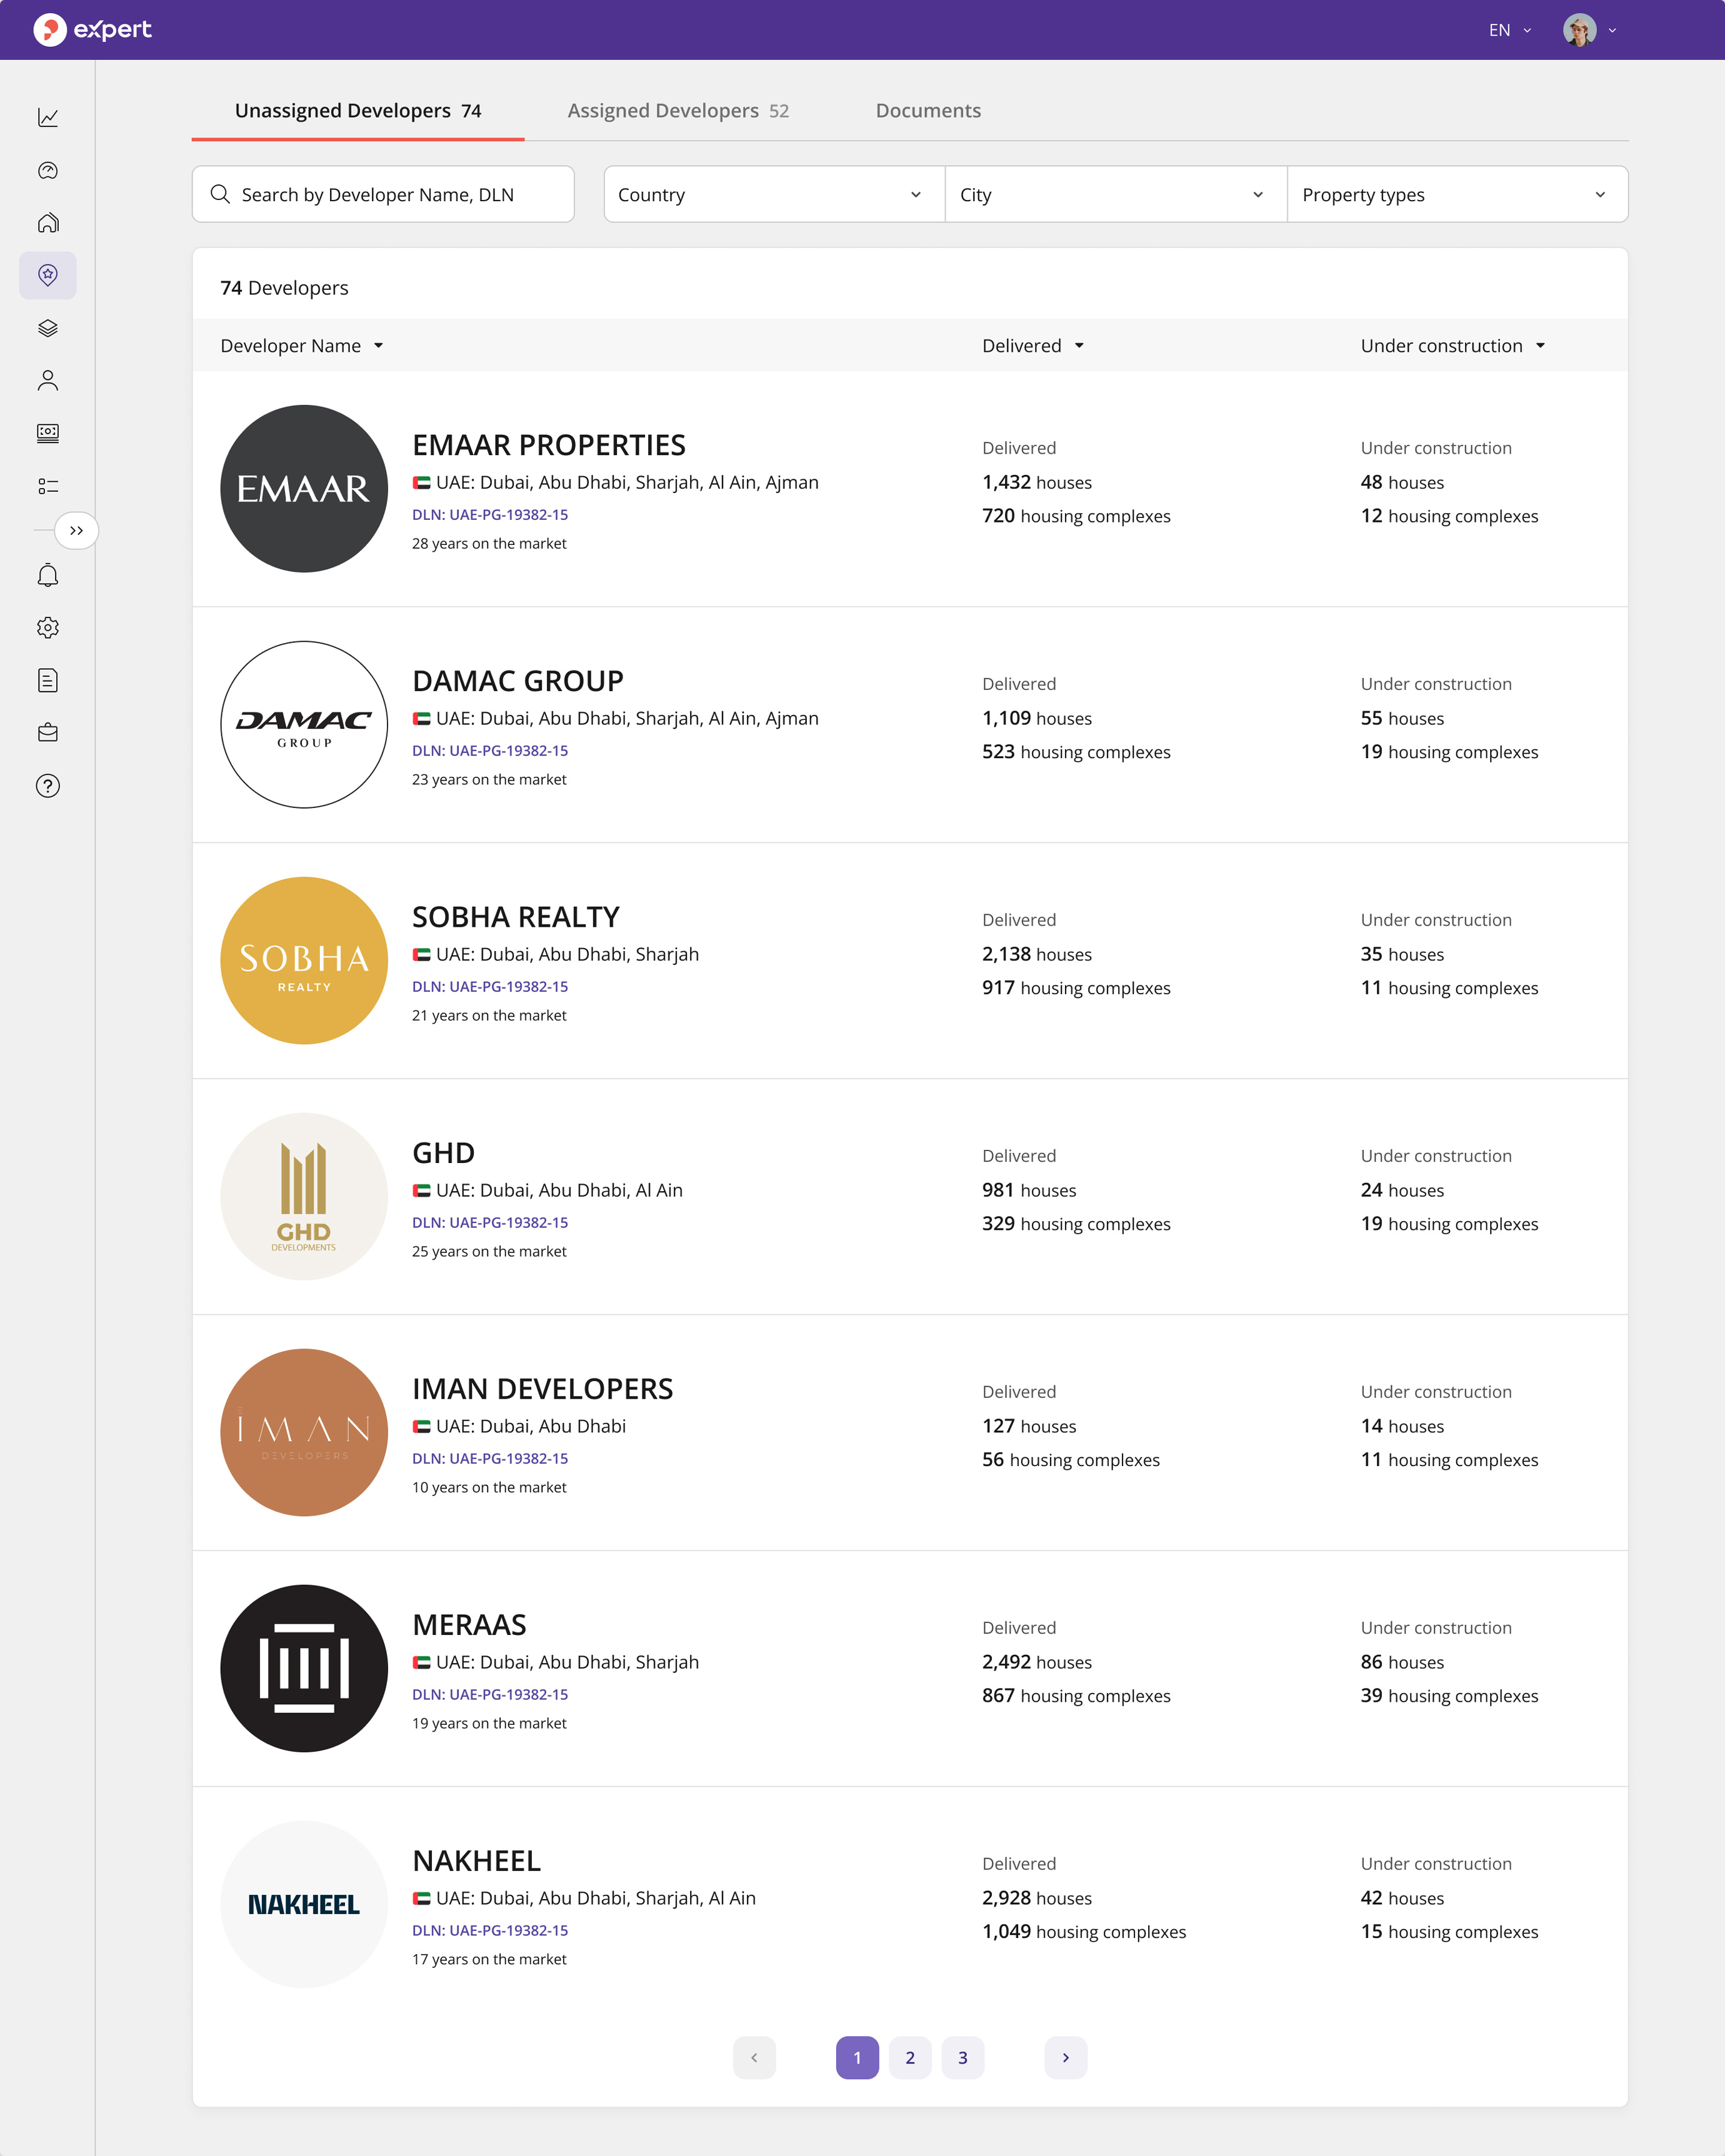 expert
EN
Unassigned Developers 74
Assigned Developers 52
Documents
Search by Developer Name, DLN
Country
City
Property types
74 Developers
Developer Name
Delivered
Under construction
EMAAR
EMAAR PROPERTIES
UAE: Dubai, Abu Dhabi, Sharjah, Al Ain, Ajman
DLN: UAE-PG-19382-15
28 years on the market
Delivered
1,432 houses
720 housing complexes
Under construction
48 houses
12 housing complexes
DAMAC
GROUP
DAMAC GROUP
UAE: Dubai, Abu Dhabi, Sharjah, Al Ain, Ajman
DLN: UAE-PG-19382-15
23 years on the market
Delivered
1,109 houses
523 housing complexes
Under construction
55 houses
19 housing complexes
SOBHA
REALTY
SOBHA REALTY
UAE: Dubai, Abu Dhabi, Sharjah
DLN: UAE-PG-19382-15
21 years on the market
Delivered
2,138 houses
917 housing complexes
Under construction
35 houses
11 housing complexes
GHD
DEVELOPMENTS
GHD
UAE: Dubai, Abu Dhabi, Al Ain
DLN: UAE-PG-19382-15
25 years on the market
Delivered
981 houses
329 housing complexes
Under construction
24 houses
19 housing complexes
IMAN
DEVELOPERS
IMAN DEVELOPERS
UAE: Dubai, Abu Dhabi
DLN: UAE-PG-19382-15
10 years on the market
Delivered
127 houses
56 housing complexes
Under construction
14 houses
11 housing complexes
MERAAS
UAE: Dubai, Abu Dhabi, Sharjah
DLN: UAE-PG-19382-15
19 years on the market
Delivered
2,492 houses
867 housing complexes
Under construction
86 houses
39 housing complexes
NAKHEEL
NAKHEEL
UAE: Dubai, Abu Dhabi, Sharjah, Al Ain
DLN: UAE-PG-19382-15
17 years on the market
Delivered
2,928 houses
1,049 housing complexes
Under construction
42 houses
15 housing complexes
1
2
3